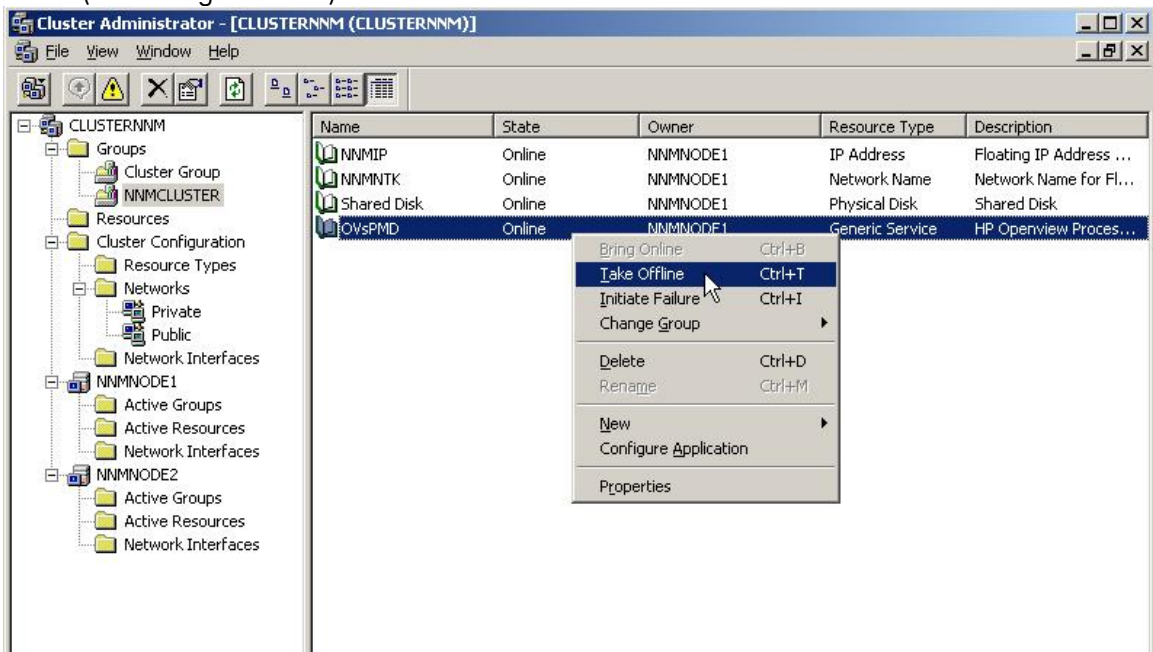 Cluster Administrator - [CLUSTERNNM (CLUSTERNNM)]
File View Window Help
CLUSTERNNM
Groups
Cluster Group
NNMCLUSTER
Resources
Cluster Configuration
Resource Types
Networks
Private
Public
Network Interfaces
NNMNODE1
Active Groups
Active Resources
Network Interfaces
NNMNODE2
Active Groups
Active Resources
Network Interfaces
Name State Owner Resource Type Description
NNMIP Online NNMNODE1 IP Address Floating IP Address ...
NNMNTK Online NNMNODE1 Network Name Network Name for Fl...
Shared Disk Online NNMNODE1 Physical Disk Shared Disk
OVsPMD Online NNMNODE1 Generic Service HP Openview Proces...
Bring Online Ctrl+B
Take Offline Ctrl+T
Initiate Failure Ctrl+I
Change Group
Delete Ctrl+D
Rename Ctrl+M
New
Configure Application
Properties